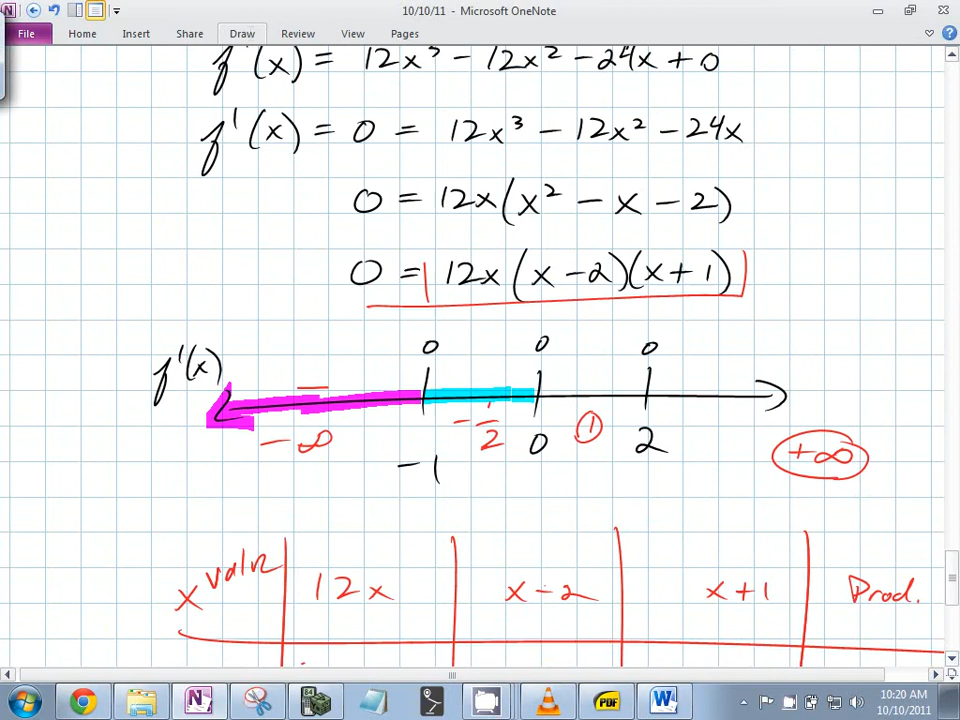 10/10/11 - Microsoft OneNote
File Home Insert Share Draw Review View Pages
f'(x) = 12x³ - 12x² - 24x + 0
f'(x) = 0 = 12x³ - 12x² - 24x
0 = 12x(x² - x - 2)
0 = 12x(x - 2)(x + 1)
0 0 0
f'(x) -
-∞ -1/2 0 1 2 +∞
-1
x value 12x x - 2 x + 1 Prod.
10:20 AM
10/10/2011